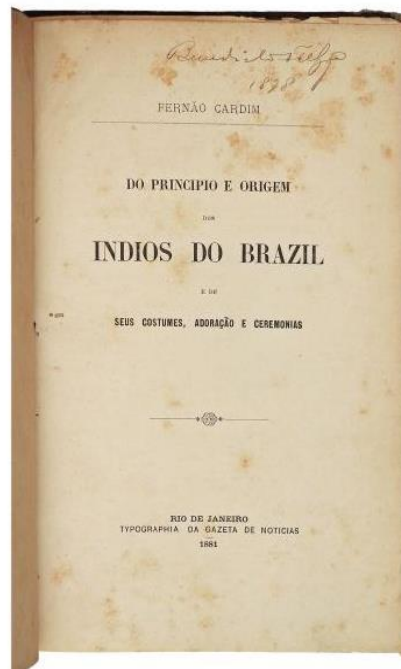 1898
FERNÃO CARDIM
DO PRINCIPIO E ORIGEM
DOS
INDIOS DO BRAZIL
E DE
SEUS COSTUMES, ADORAÇÃO E CEREMONIAS
RIO DE JANEIRO
TYPOGRAPHIA DA GAZETA DE NOTICIAS
1881